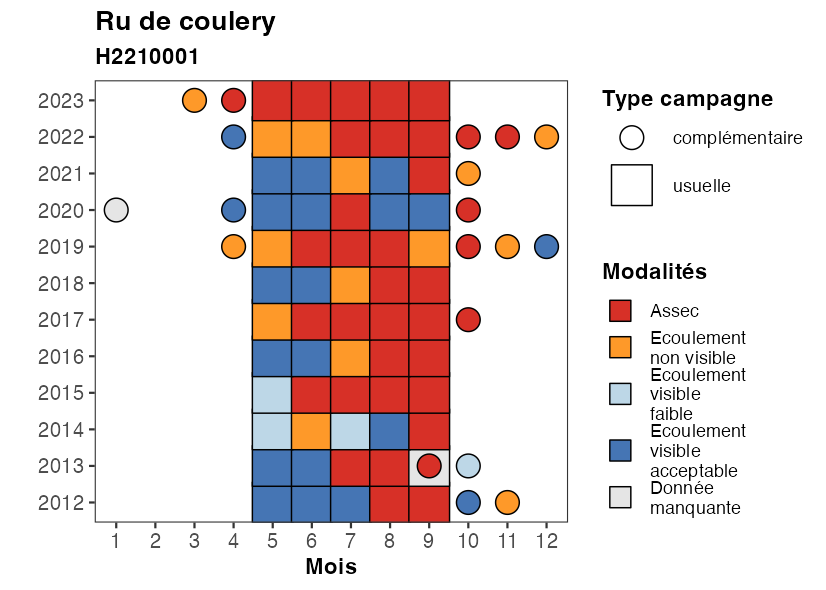 Ru de coulery
H2210001
2023
2022
2021
2020
2019
2018
2017
2016
2015
2014
2013
2012
1 2 3 4 5 6 7 8 9 10 11 12
Mois
Type campagne
complémentaire
usuelle
Modalités
Assec
Ecoulement
non visible
Ecoulement
visible
faible
Ecoulement
visible
acceptable
Donnée
manquante